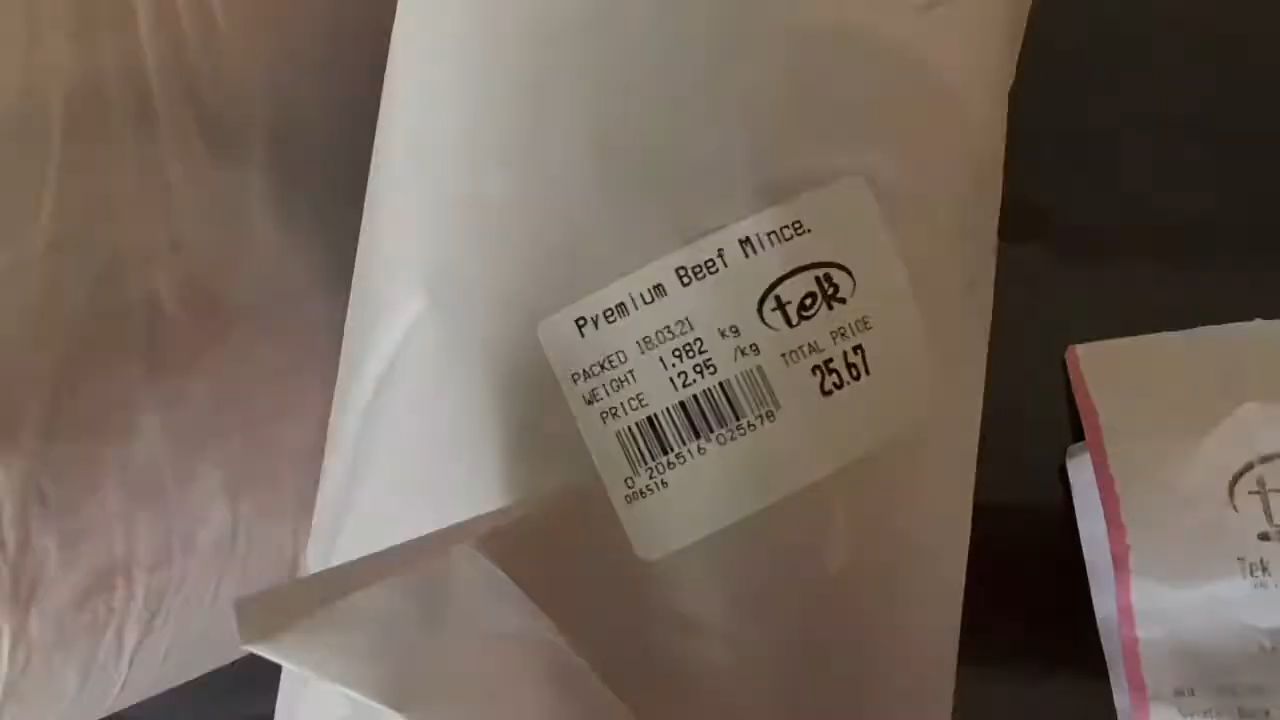 Premium Beef Mince.
tek's
PACKED 18.03.21
WEIGHT 1.982 kg
PRICE 12.95 /kg
TOTAL PRICE
25.67
0 206516 025678
006516
Tek